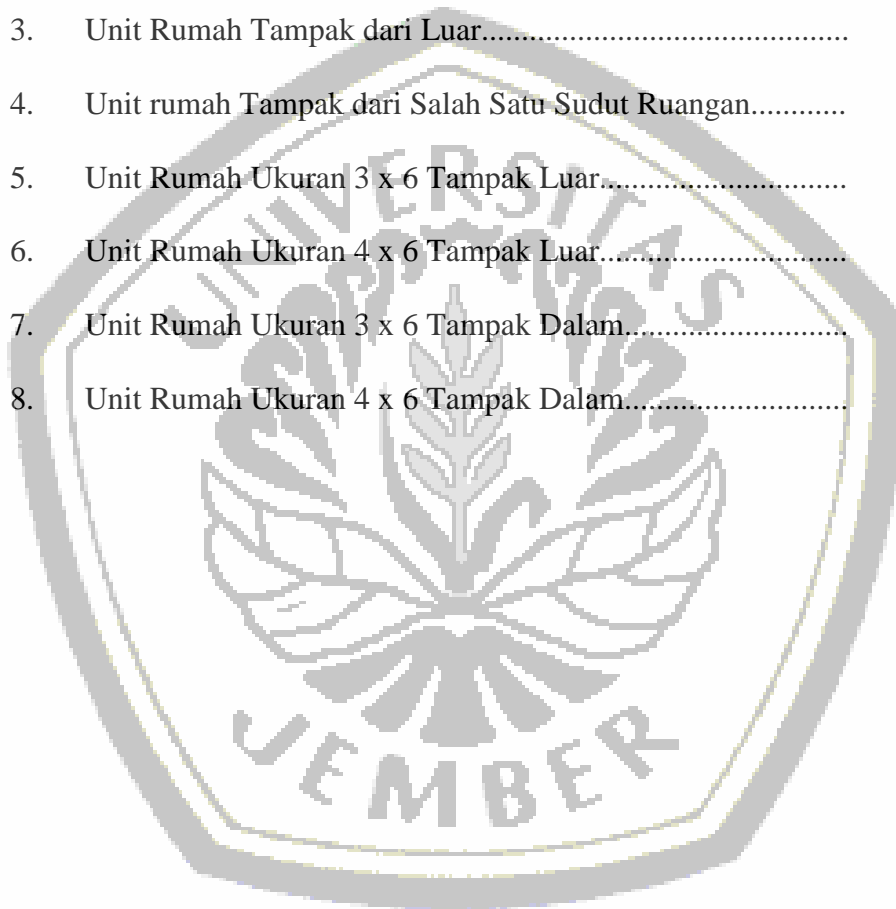 3. Unit Rumah Tampak dari Luar..............................................
4. Unit rumah Tampak dari Salah Satu Sudut Ruangan............
5. Unit Rumah Ukuran 3 x 6 Tampak Luar...............................
6. Unit Rumah Ukuran 4 x 6 Tampak Luar...............................
7. Unit Rumah Ukuran 3 x 6 Tampak Dalam............................
8. Unit Rumah Ukuran 4 x 6 Tampak Dalam............................
UNIVERSITAS
JEMBER